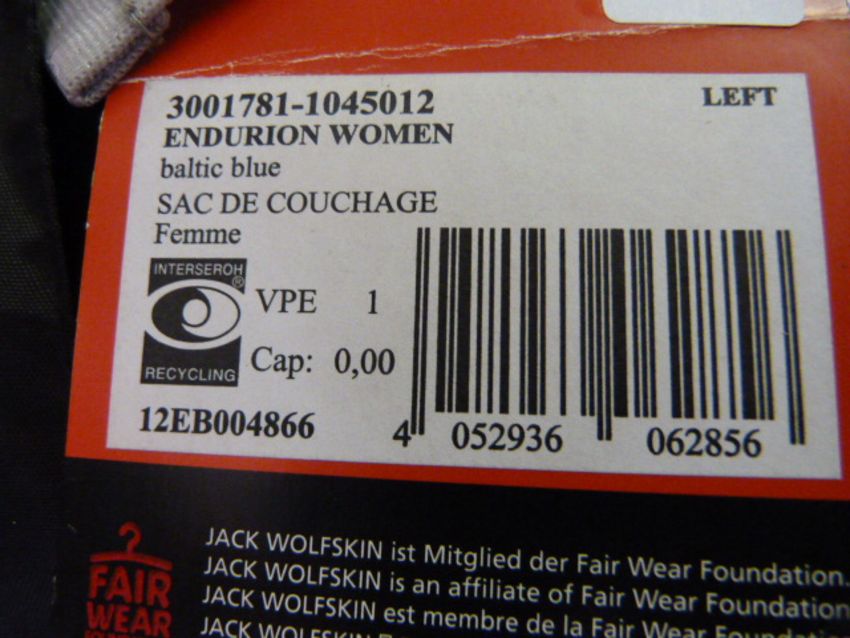 3001781-1045012 LEFT
ENDURION WOMEN
baltic blue
SAC DE COUCHAGE
Femme
INTERSEROH
®
RECYCLING
VPE 1
Cap: 0,00
12EB004866
4 052936 062856
JACK WOLFSKIN ist Mitglied der Fair Wear Foundation.
JACK WOLFSKIN is an affiliate of Fair Wear Foundation
JACK WOLFSKIN est membre de la Fair Wear Foundation
JACK WOLFSKIN
FAIR
WEAR